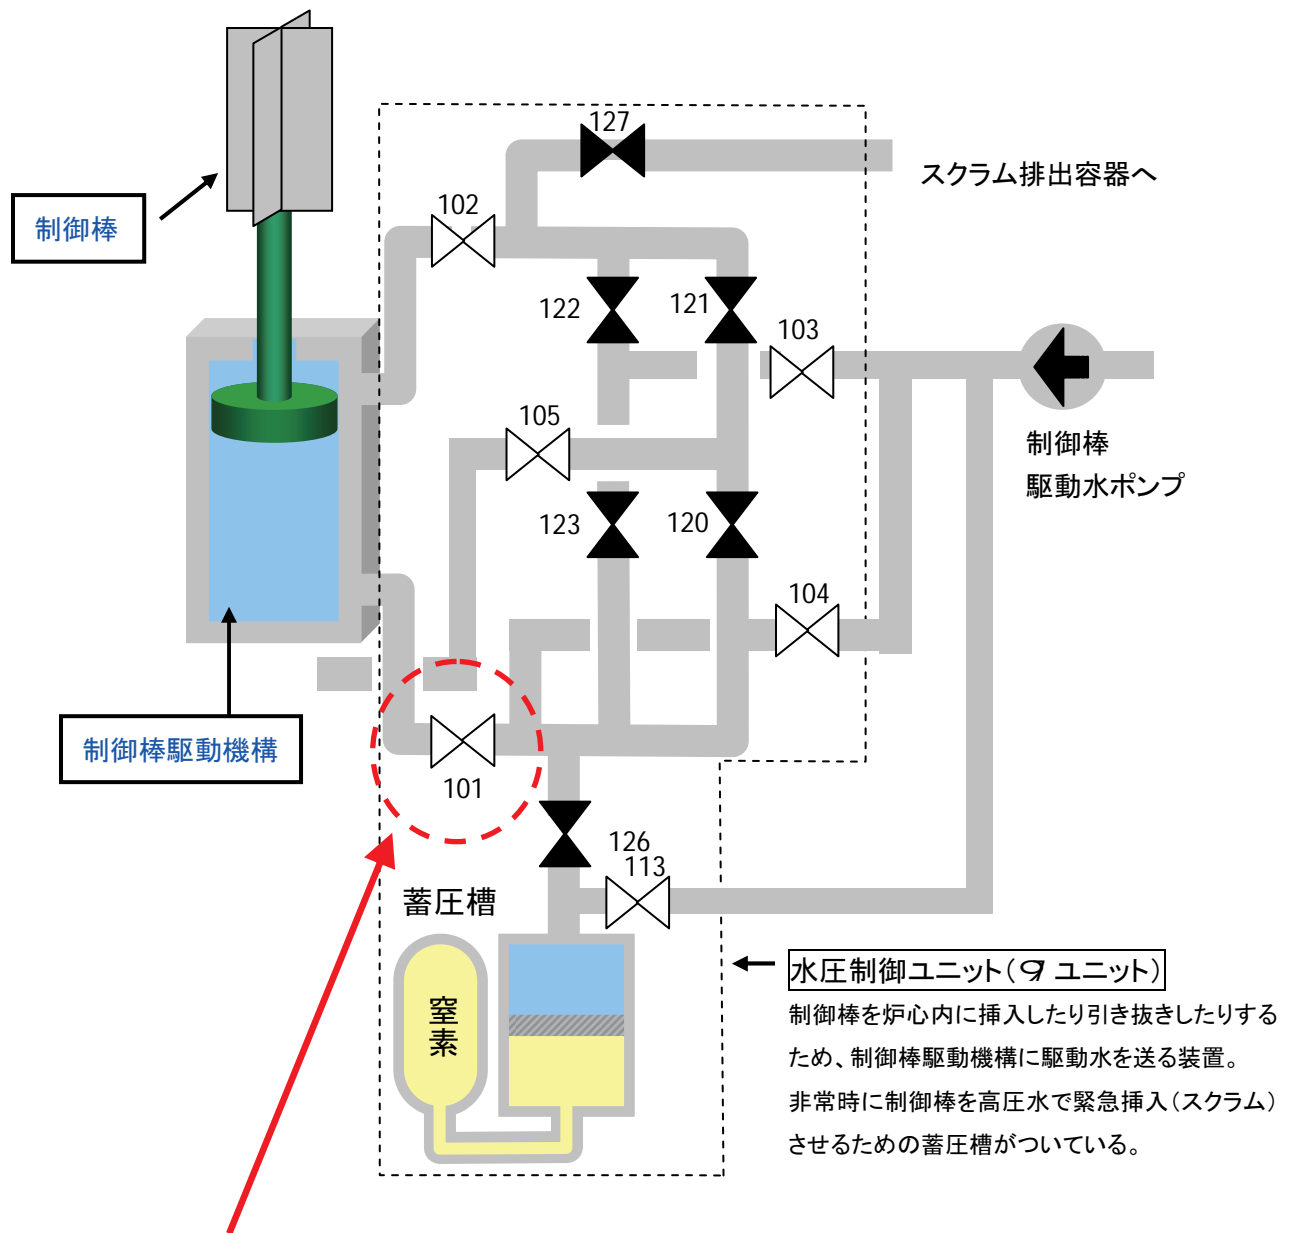 127
スクラム排出容器へ
102
制御棒
122
121
103
105
制御棒
駆動水ポンプ
123
120
104
制御棒駆動機構
101
126
113
蓄圧槽
水圧制御ユニット( ユニット)
窒素
制御棒を炉心内に挿入したり引き抜きしたりする
ため、制御棒駆動機構に駆動水を送る装置。
非常時に制御棒を高圧水で緊急挿入(スクラム)
させるための蓄圧槽がついている。